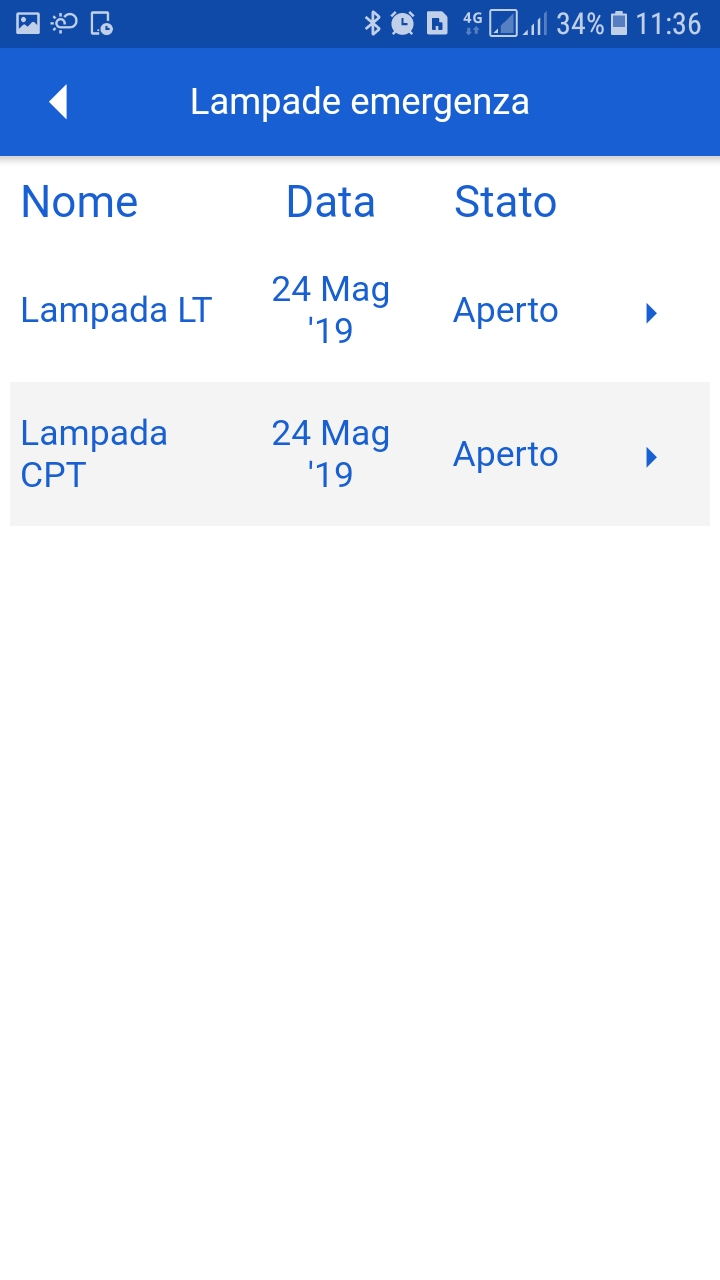 4G 34% 11:36
Lampade emergenza
Nome Data Stato
Lampada LT 24 Mag '19 Aperto
Lampada CPT 24 Mag '19 Aperto